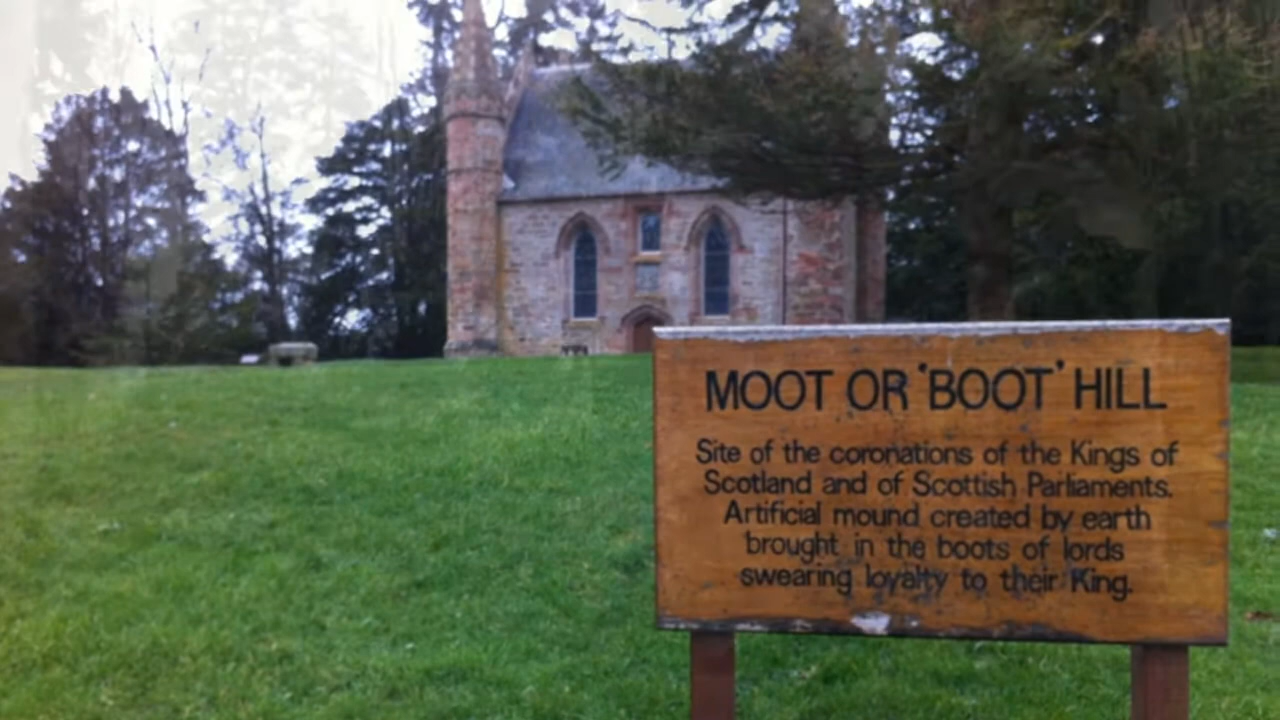 MOOT OR 'BOOT' HILL
Site of the coronations of the Kings of
Scotland and of Scottish Parliaments.
Artificial mound created by earth
brought in the boots of lords
swearing loyalty to their King.